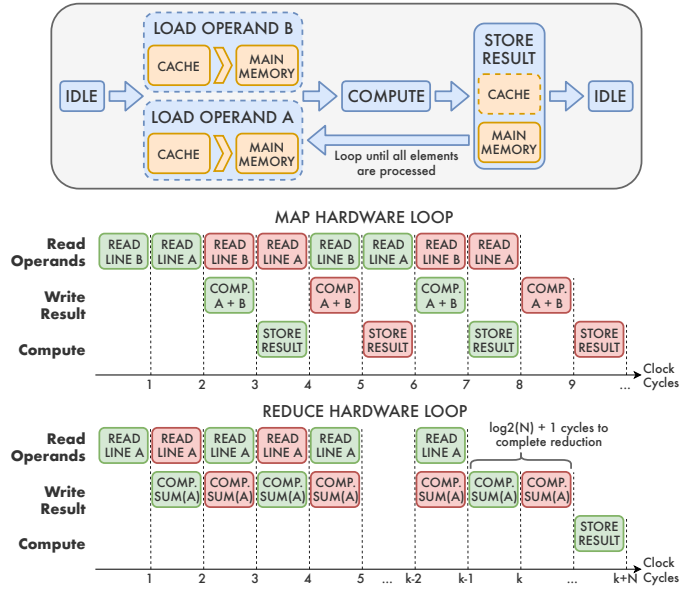 LOAD OPERAND B
CACHE
MAIN
MEMORY
IDLE
LOAD OPERAND A
CACHE
MAIN
MEMORY
COMPUTE
STORE
RESULT
CACHE
MAIN
MEMORY
IDLE
Loop until all elements
are processed
MAP HARDWARE LOOP
Read
Operands
READ
LINE B
READ
LINE A
READ
LINE B
READ
LINE A
READ
LINE B
READ
LINE A
READ
LINE B
READ
LINE A
Write
Result
COMP.
A + B
COMP.
A + B
COMP.
A + B
COMP.
A + B
Compute
STORE
RESULT
STORE
RESULT
STORE
RESULT
STORE
RESULT
1 2 3 4 5 6 7 8 9 ...
Clock
Cycles
REDUCE HARDWARE LOOP
log2(N) + 1 cycles to
complete reduction
Read
Operands
READ
LINE A
READ
LINE A
READ
LINE A
READ
LINE A
READ
LINE A
READ
LINE A
Write
Result
COMP.
SUM(A)
COMP.
SUM(A)
COMP.
SUM(A)
COMP.
SUM(A)
COMP.
SUM(A)
COMP.
SUM(A)
COMP.
SUM(A)
Compute
STORE
RESULT
1 2 3 4 5 ... k-2 k-1 k ... k+N
Clock
Cycles